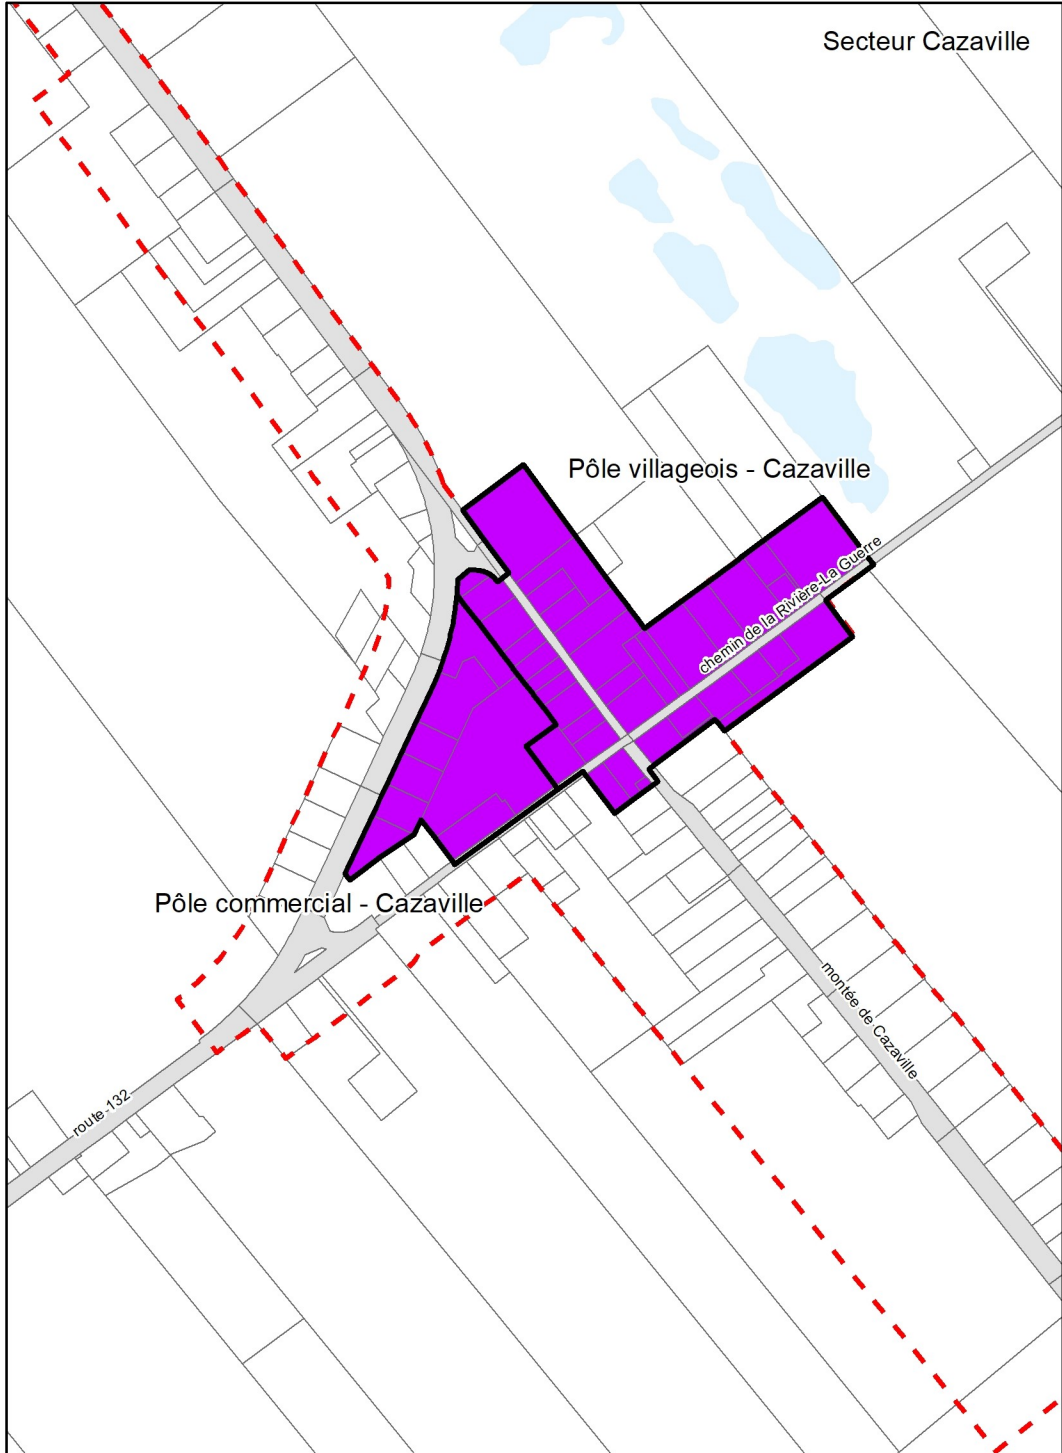 Secteur Cazaville
Pôle villageois - Cazaville
chemin de la Rivière-La Guerre
Pôle commercial - Cazaville
montée de Cazaville
route-132